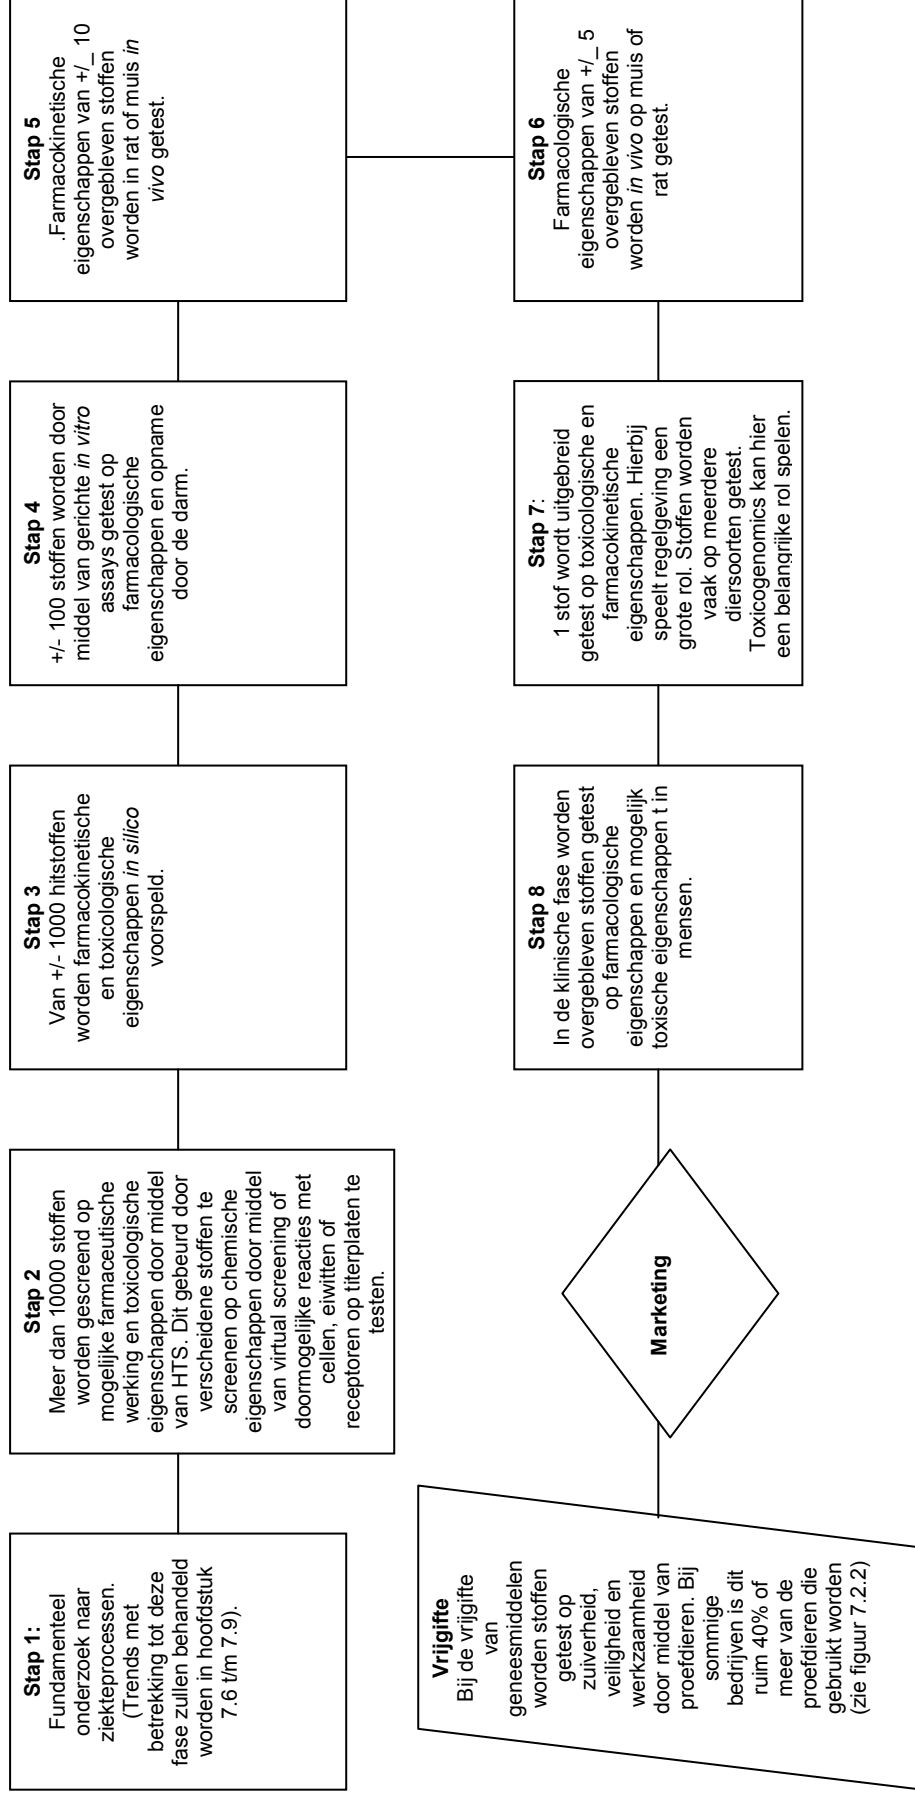 Stap 1:
Fundamenteel
onderzoek naar
ziekteprocessen.
(Trends met
betrekking tot deze
fase zullen behandeld
worden in hoofdstuk
7.6 t/m 7.9).
Stap 2
Meer dan 10000 stoffen
worden gescreend op
mogelijke farmaceutische
werking en toxicologische
eigenschappen door middel
van HTS. Dit gebeurd door
verscheidene stoffen te
screenen op chemische
eigenschappen door middel
van virtual screening of
doormogelijke reacties met
cellen, eiwitten of
receptoren op titerplaten te
testen.
Stap 3
Van +/- 1000 hitstoffen
worden farmacokinetische
en toxicologische
eigenschappen in silico
voorspeld.
Stap 4
+/- 100 stoffen worden door
middel van gerichte in vitro
assays getest op
farmacologische
eigenschappen en opname
door de darm.
Stap 5
.Farmacokinetische
eigenschappen van +/_ 10
overgebleven stoffen
worden in rat of muis in
vivo getest.
Stap 6
Farmacologische
eigenschappen van +/_ 5
overgebleven stoffen
worden in vivo op muis of
rat getest.
Stap 7:
1 stof wordt uitgebreid
getest op toxicologische en
farmacokinetische
eigenschappen. Hierbij
speelt regelgeving een
grote rol. Stoffen worden
vaak op meerdere
diersoorten getest.
Toxicogenomics kan hier
een belangrijke rol spelen.
Stap 8
In de klinische fase worden
overgebleven stoffen getest
op farmacologische
eigenschappen en mogelijk
toxische eigenschappen t in
mensen.
Marketing
Vrijgifte
Bij de vrijgifte
van
geneesmiddelen
worden stoffen
getest op
zuiverheid,
veiligheid en
werkzaamheid
door middel van
proefdieren. Bij
sommige
bedrijven is dit
ruim 40% of
meer van de
proefdieren die
gebruikt worden
(zie figuur 7.2.2)